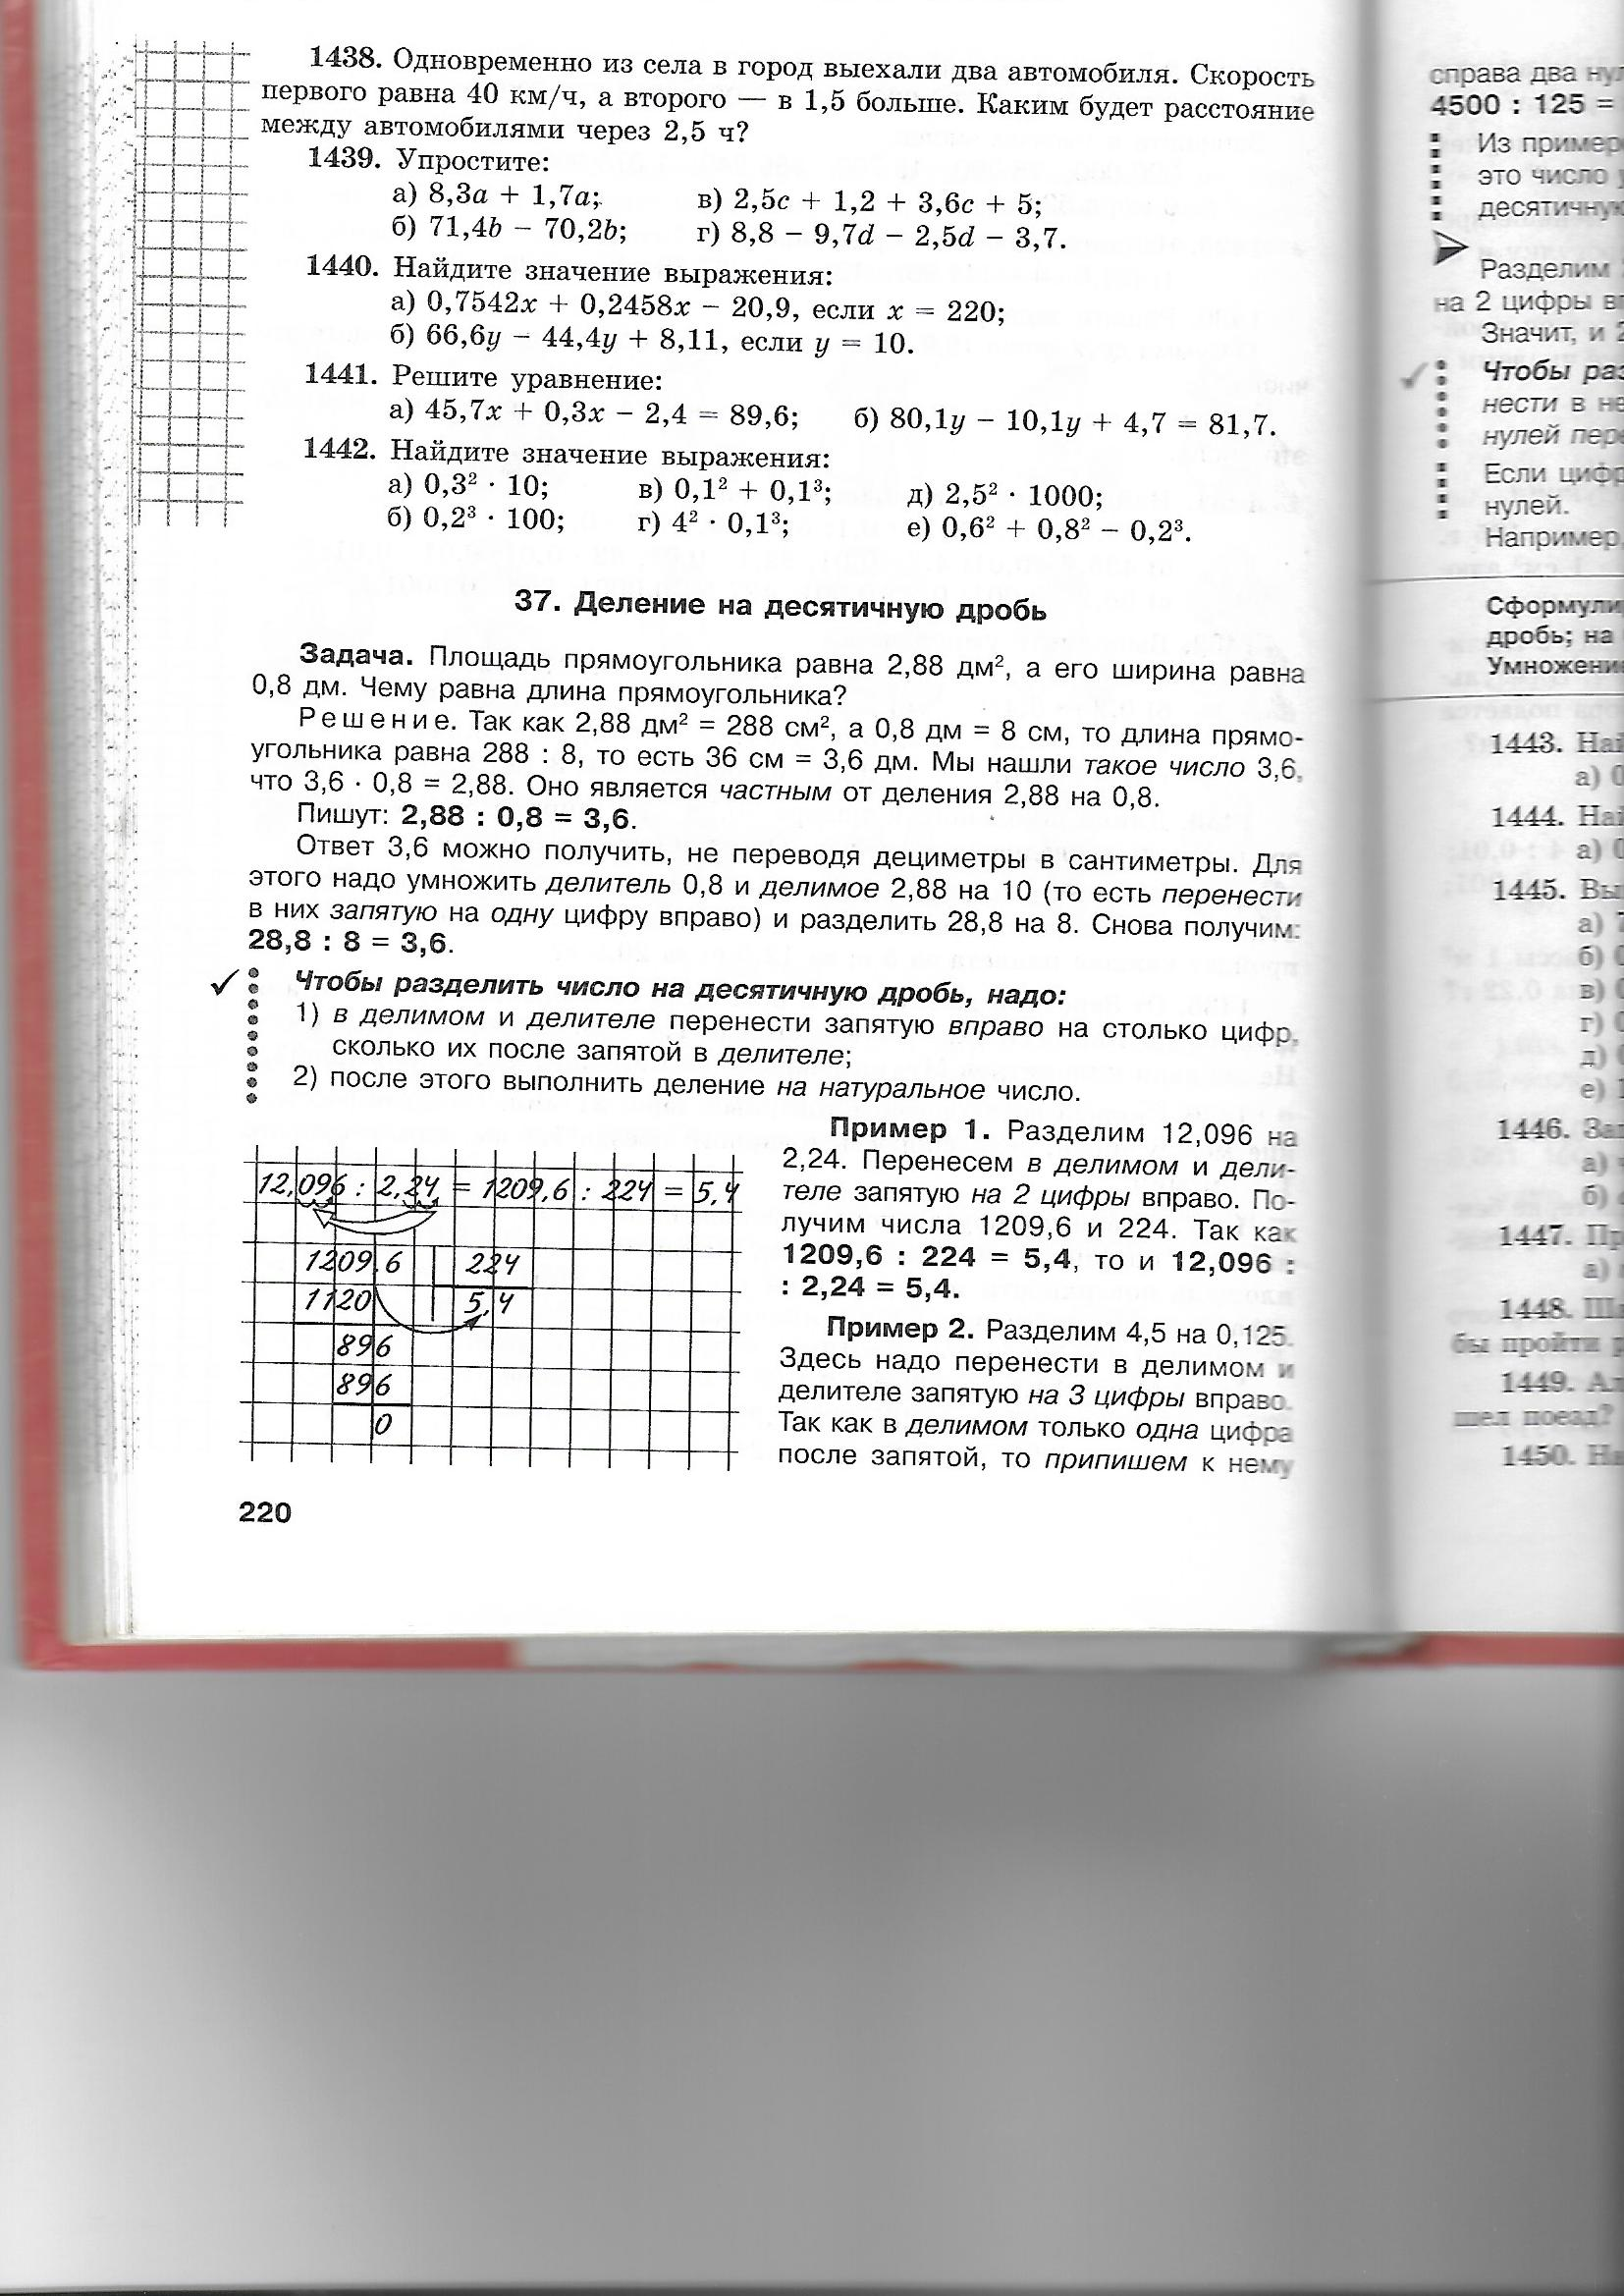 1438. Одновременно из села в город выехали два автомобиля. Скорость
первого равна 40 км/ч, а второго — в 1,5 больше. Каким будет расстояние
между автомобилями через 2,5 ч?
1439. Упростите:
а) 8,3a + 1,7a; в) 2,5c + 1,2 + 3,6c + 5;
б) 71,4b − 70,2b; г) 8,8 − 9,7d − 2,5d − 3,7.
1440. Найдите значение выражения:
а) 0,7542x + 0,2458x − 20,9, если x = 220;
б) 66,6y − 44,4y + 8,11, если y = 10.
1441. Решите уравнение:
а) 45,7x + 0,3x − 2,4 = 89,6; б) 80,1y − 10,1y + 4,7 = 81,7.
1442. Найдите значение выражения:
а) 0,3² · 10; в) 0,1² + 0,1³; д) 2,5² · 1000;
б) 0,2³ · 100; г) 4² · 0,1³; е) 0,6² + 0,8² − 0,2³.
37. Деление на десятичную дробь
Задача. Площадь прямоугольника равна 2,88 дм², а его ширина равна
0,8 дм. Чему равна длина прямоугольника?
Решение. Так как 2,88 дм² = 288 см², а 0,8 дм = 8 см, то длина прямо-
угольника равна 288 : 8, то есть 36 см = 3,6 дм. Мы нашли такое число 3,6,
что 3,6 · 0,8 = 2,88. Оно является частным от деления 2,88 на 0,8.
Пишут: 2,88 : 0,8 = 3,6.
Ответ 3,6 можно получить, не переводя дециметры в сантиметры. Для
этого надо умножить делитель 0,8 и делимое 2,88 на 10 (то есть перенести
в них запятую на одну цифру вправо) и разделить 28,8 на 8. Снова получим:
28,8 : 8 = 3,6.
✓ Чтобы разделить число на десятичную дробь, надо:
1) в делимом и делителе перенести запятую вправо на столько цифр,
сколько их после запятой в делителе;
2) после этого выполнить деление на натуральное число.
12,096 : 2,24 = 1209,6 : 224 = 5,4
1209,6 224
1120 5,4
896
896
0
Пример 1. Разделим 12,096 на
2,24. Перенесем в делимом и дели-
теле запятую на 2 цифры вправо. По-
лучим числа 1209,6 и 224. Так как
1209,6 : 224 = 5,4, то и 12,096 :
: 2,24 = 5,4.
Пример 2. Разделим 4,5 на 0,125.
Здесь надо перенести в делимом и
делителе запятую на 3 цифры вправо.
Так как в делимом только одна цифра
после запятой, то припишем к нему
220
справа два
4500 : 125 =
Из
это число
Разделим
на 2 цифры
Значит, и
✓ Чтобы
нести в
нулей
Если
нулей.
Например,
дробь; на
1443.
а)
1444.
а)
1445.
а)
б)
в)
г)
д)
е)
1446.
а)
б)
1447.
а)
1448.
бы пройти
1449.
шел поезд?
1450.